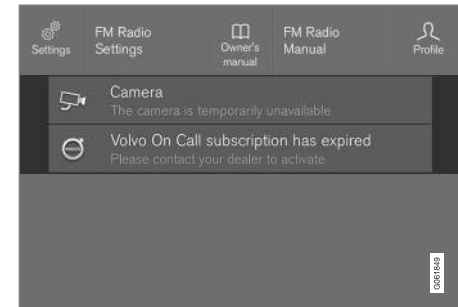 FM Radio
Settings
Settings
Owner's
manual
FM Radio
Manual
Profile
Camera
The camera is temporarily unavailable
Volvo On Call subscription has expired
Please contact your dealer to activate
G061849